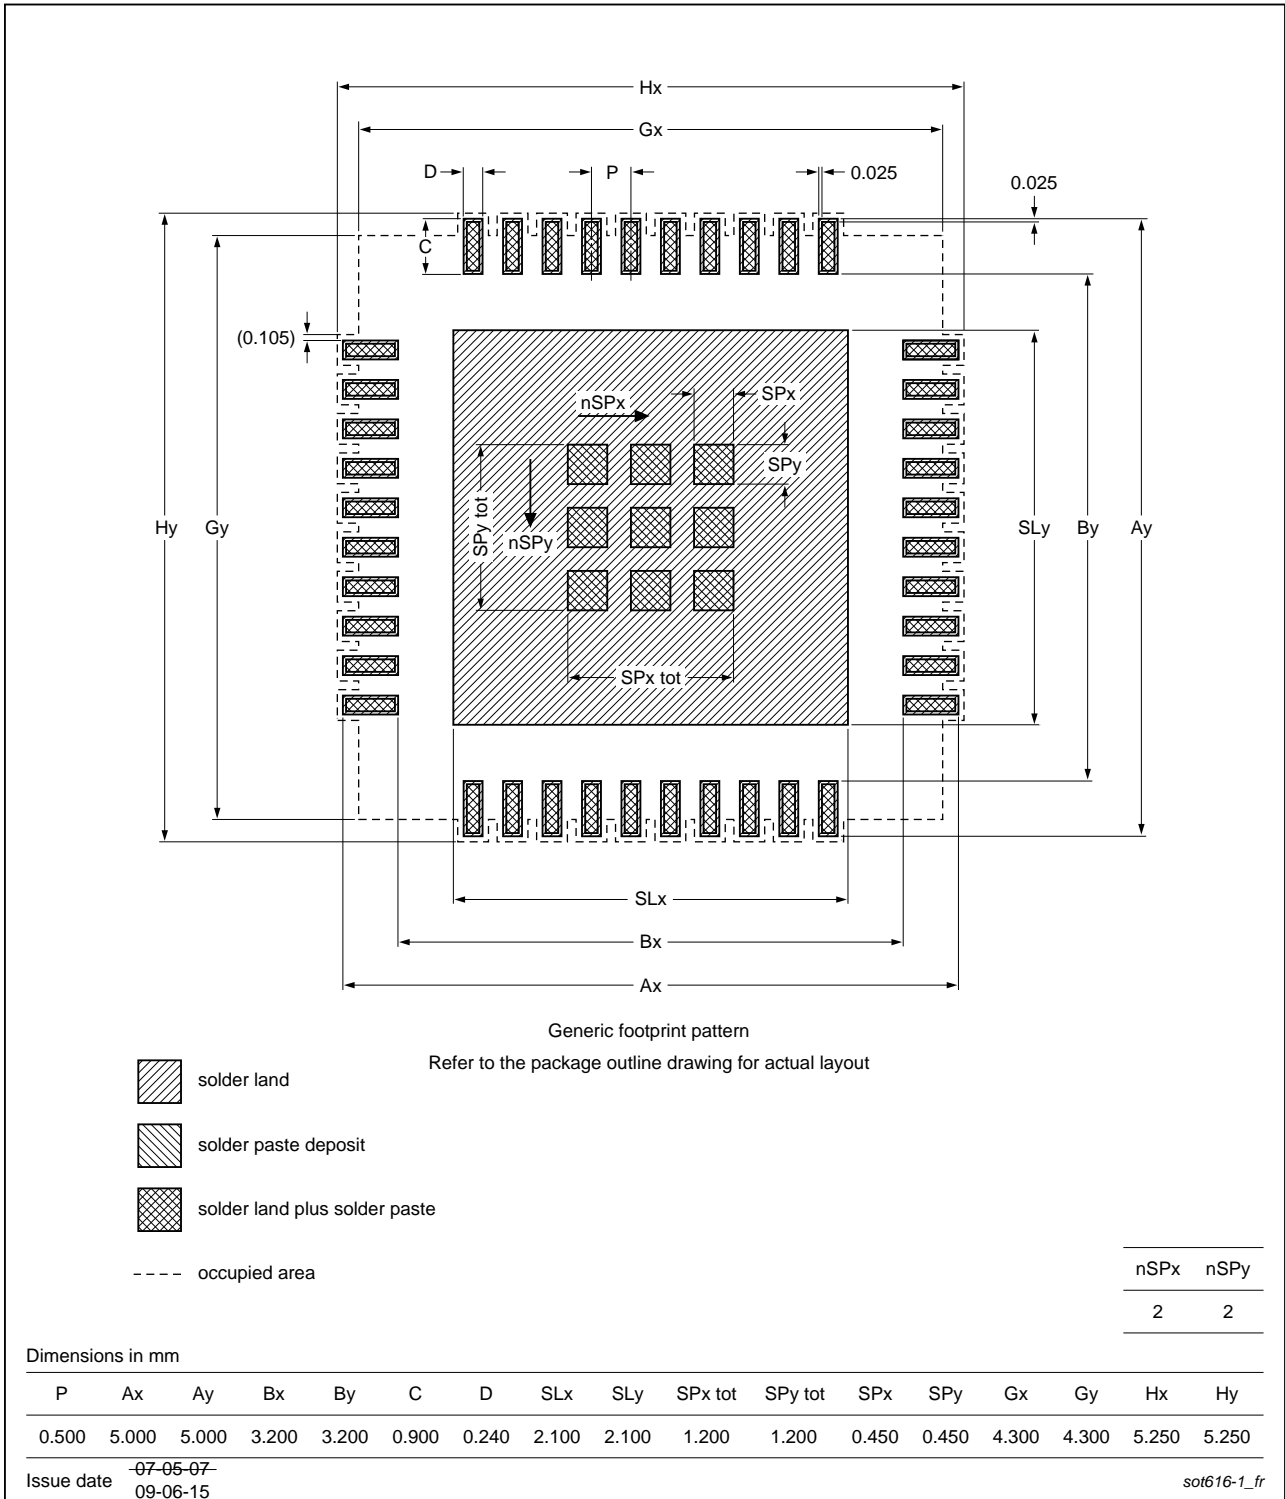 Hx
Gx
D
P
0.025
0.025
C
(0.105)
SPx
nSPx
SPy
SPy tot
nSPy
Hy
Gy
SLy
By
Ay
SPx tot
SLx
Bx
Ax
Generic footprint pattern
Refer to the package outline drawing for actual layout
solder land
solder paste deposit
solder land plus solder paste
occupied area
nSPx nSPy
2 2
Dimensions in mm
P Ax Ay Bx By C D SLx SLy SPx tot SPy tot SPx SPy Gx Gy Hx Hy
0.500 5.000 5.000 3.200 3.200 0.900 0.240 2.100 2.100 1.200 1.200 0.450 0.450 4.300 4.300 5.250 5.250
Issue date 07-05-07
09-06-15
sot616-1_fr